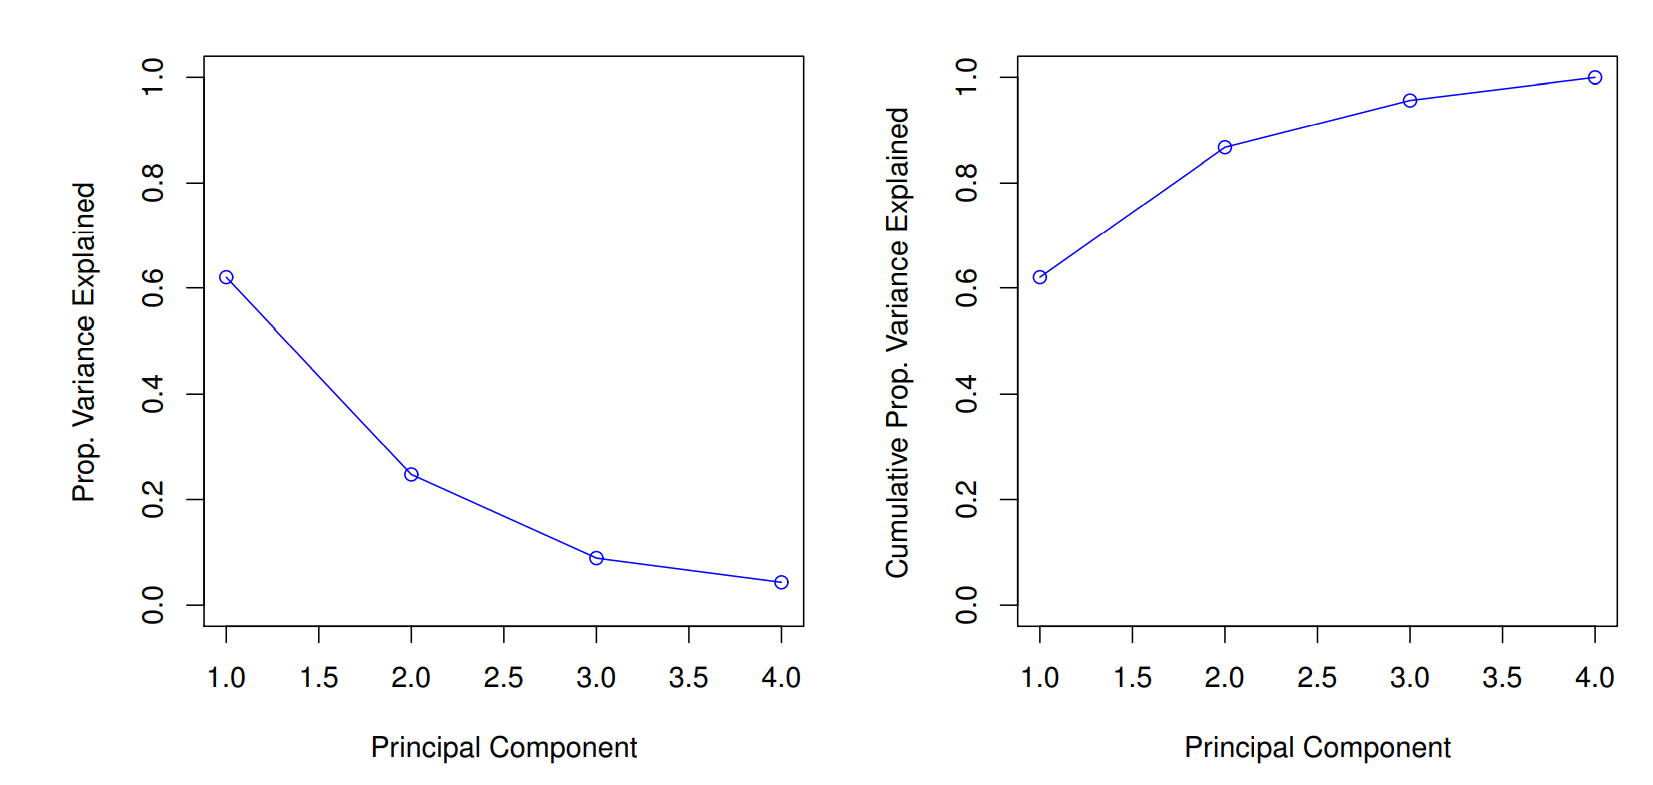 Prop. Variance Explained
1.0
0.8
0.6
0.4
0.2
0.0
1.0 1.5 2.0 2.5 3.0 3.5 4.0
Principal Component
Cumulative Prop. Variance Explained
1.0
0.8
0.6
0.4
0.2
0.0
1.0 1.5 2.0 2.5 3.0 3.5 4.0
Principal Component